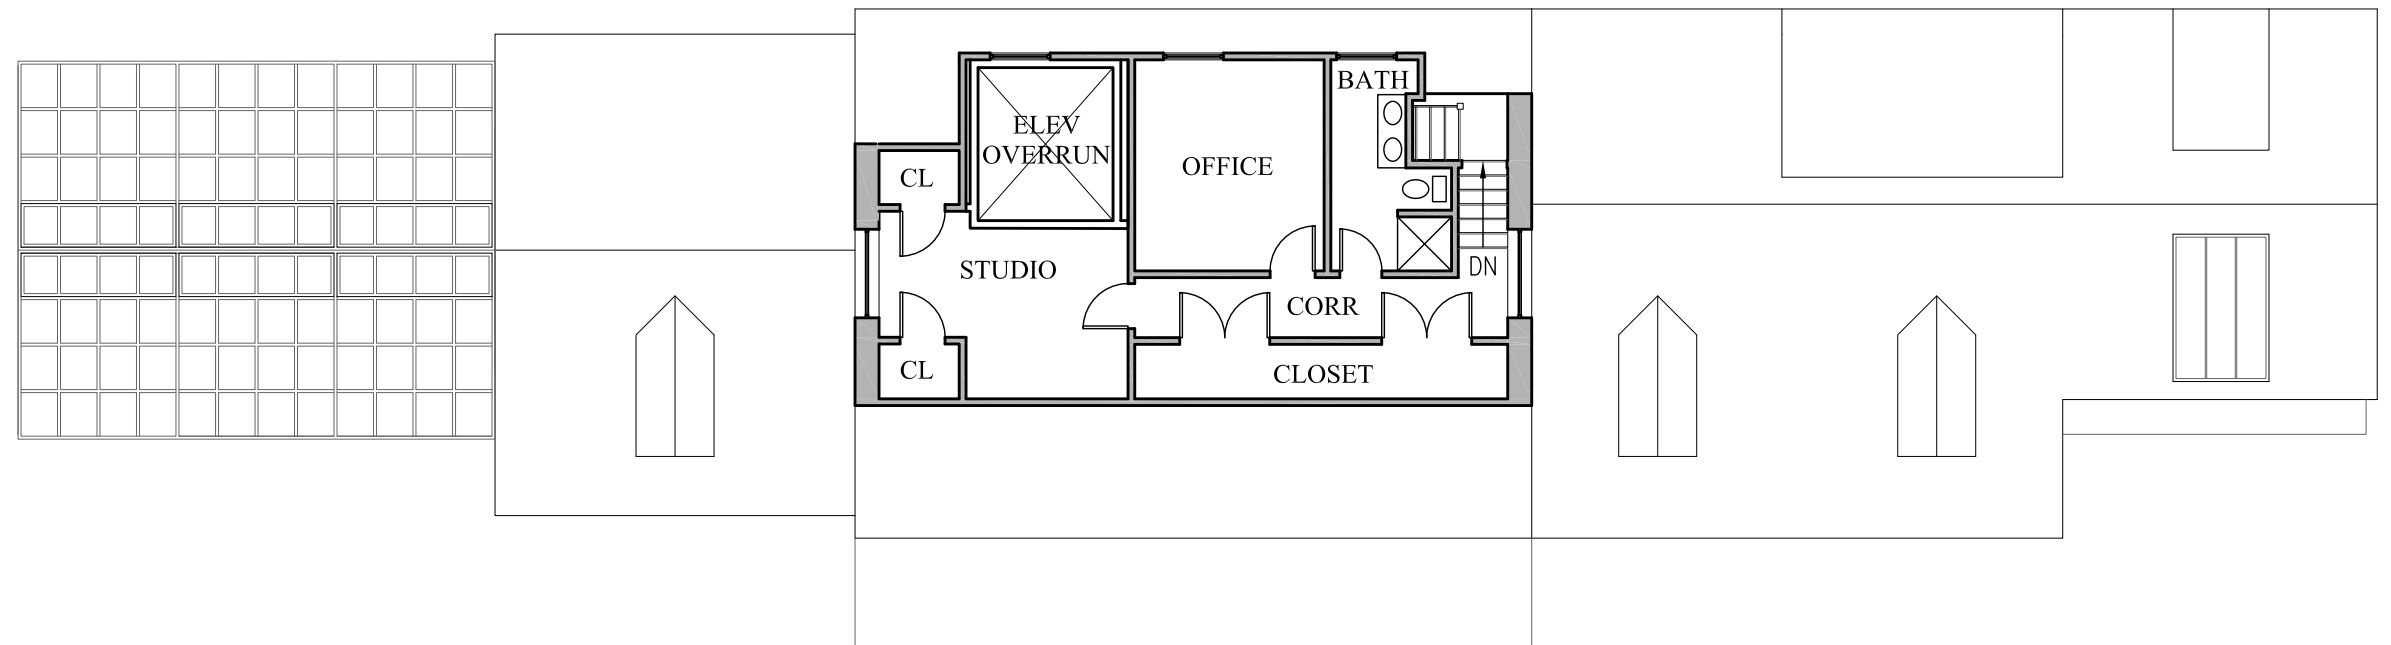 BATH
ELEV
OVERRUN
OFFICE
CL
STUDIO
DN
CORR
CL
CLOSET